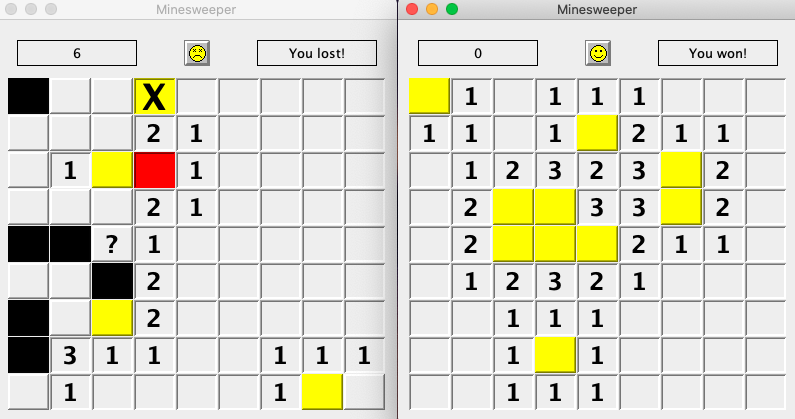 Minesweeper
6 You lost!
X
2 1
1 1
2 1
? 1
2
2
3 1 1 1 1 1
1 1
Minesweeper
0 You won!
1 1 1 1
1 1 1 2 1 1
1 2 3 2 3 2
2 3 3 2
2 2 1 1
1 2 3 2 1
1 1 1
1 1
1 1 1